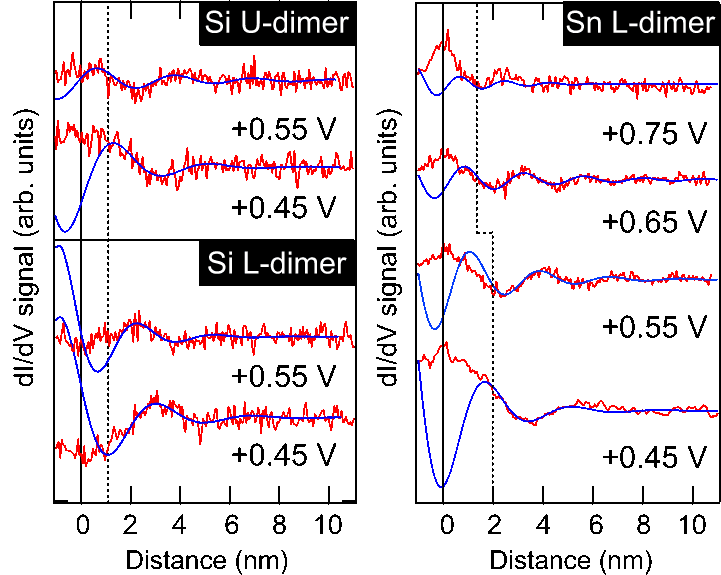 Si U-dimer
+0.55 V
+0.45 V
Si L-dimer
+0.55 V
+0.45 V
dI/dV signal (arb. units)
0 2 4 6 8 10
Distance (nm)
Sn L-dimer
+0.75 V
+0.65 V
+0.55 V
+0.45 V
dI/dV signal (arb. units)
0 2 4 6 8 10
Distance (nm)